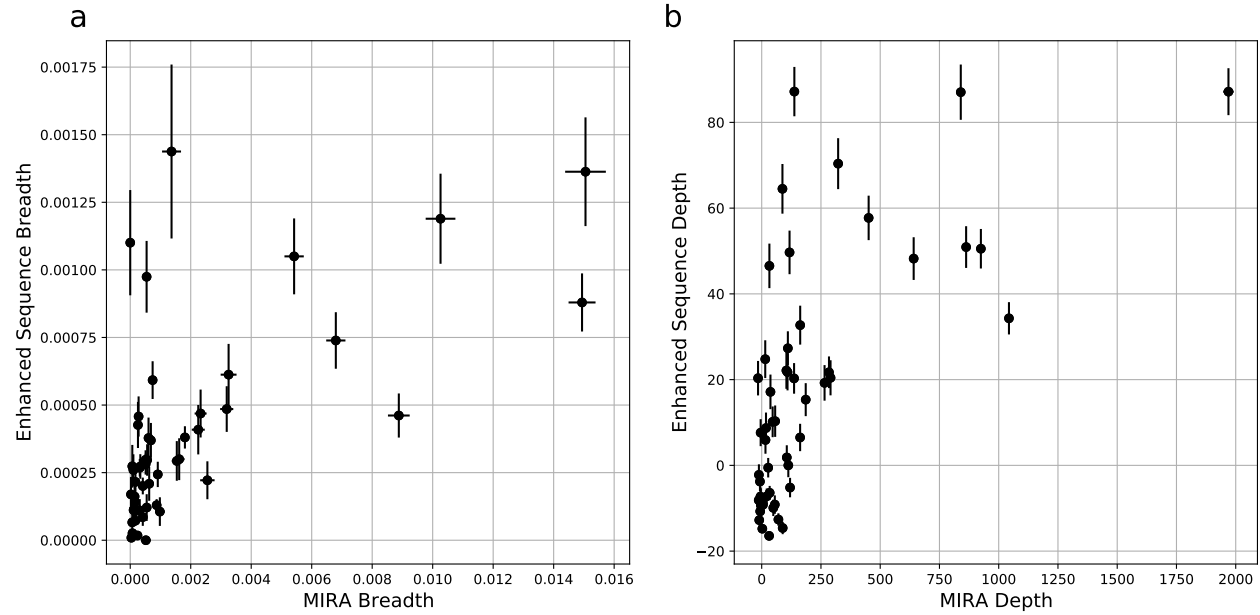 a
0.00175
0.00150
0.00125
0.00100
0.00075
0.00050
0.00025
0.00000
Enhanced Sequence Breadth
0.000 0.002 0.004 0.006 0.008 0.010 0.012 0.014 0.016
MIRA Breadth
b
80
60
40
20
0
−20
Enhanced Sequence Depth
0 250 500 750 1000 1250 1500 1750 2000
MIRA Depth